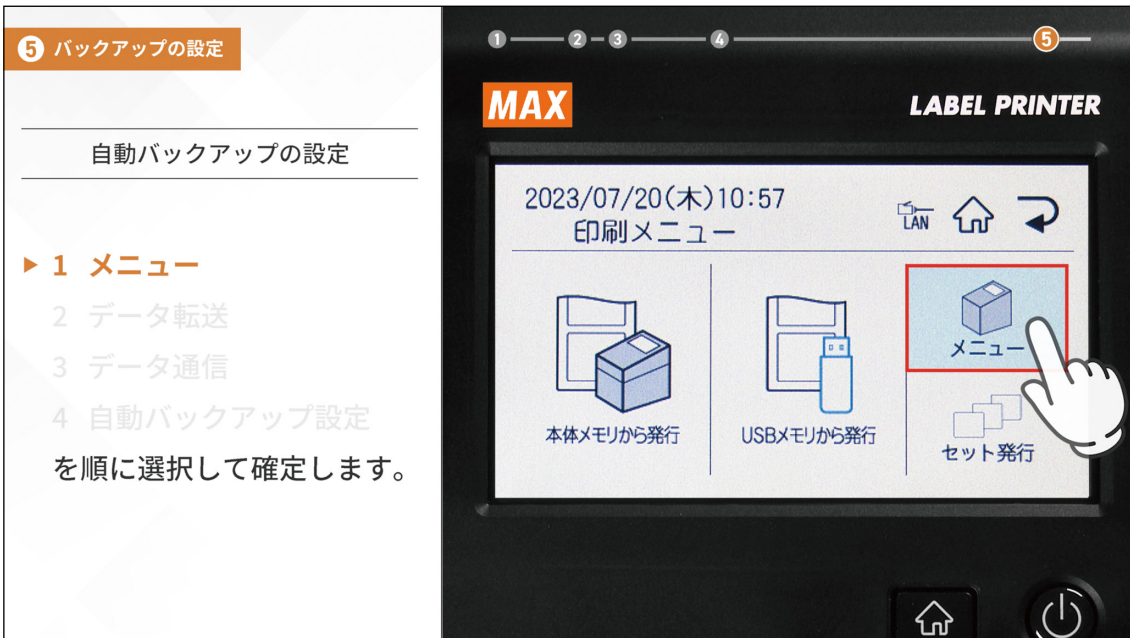 5 バックアップの設定
自動バックアップの設定
▶ 1 メニュー
2 データ転送
3 データ通信
4 自動バックアップ設定
を順に選択して確定します。
1 2 3 4 5
MAX
LABEL PRINTER
2023/07/20(木)10:57
印刷メニュー
LAN
本体メモリから発行
USBメモリから発行
メニュー
セット発行